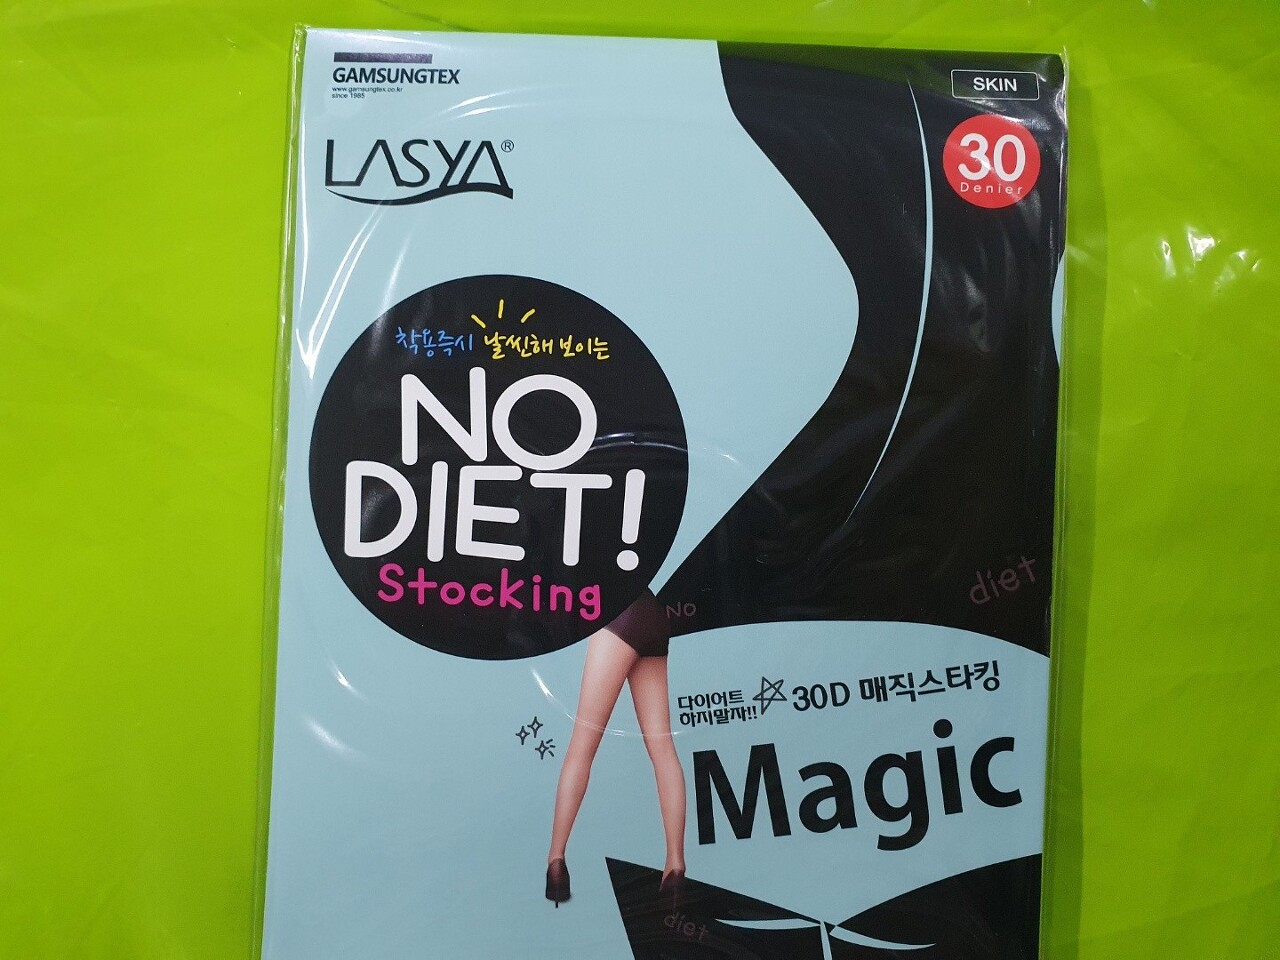 GAMSUNGTEX
www.gamsungtex.co.kr
since 1985
SKIN
LASYA®
30
Denier
착용즉시 날씬해 보이는
NO
DIET!
Stocking
diet
NO
다이어트
하지말자!!
30D 매직스타킹
Magic
diet